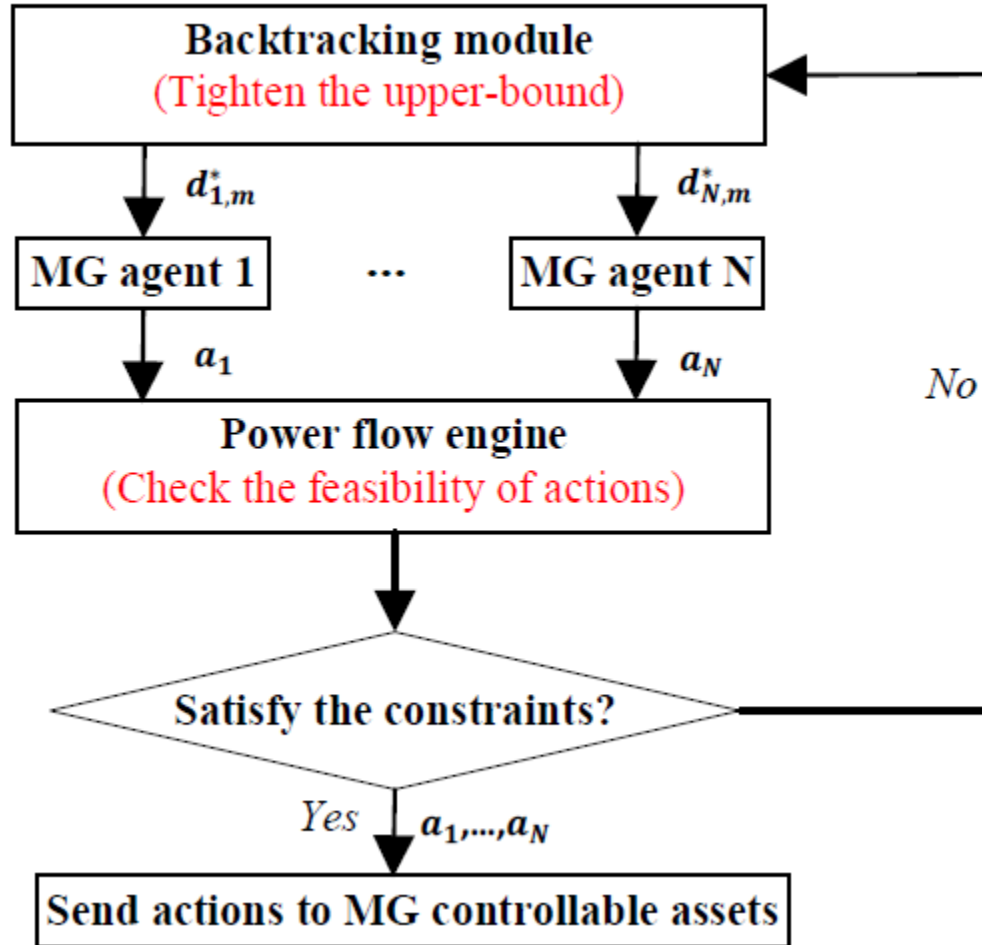 Backtracking module
(Tighten the upper-bound)
d*1,m
d*N,m
MG agent 1
...
MG agent N
a1
aN
No
Power flow engine
(Check the feasibility of actions)
Satisfy the constraints?
Yes
a1,...,aN
Send actions to MG controllable assets